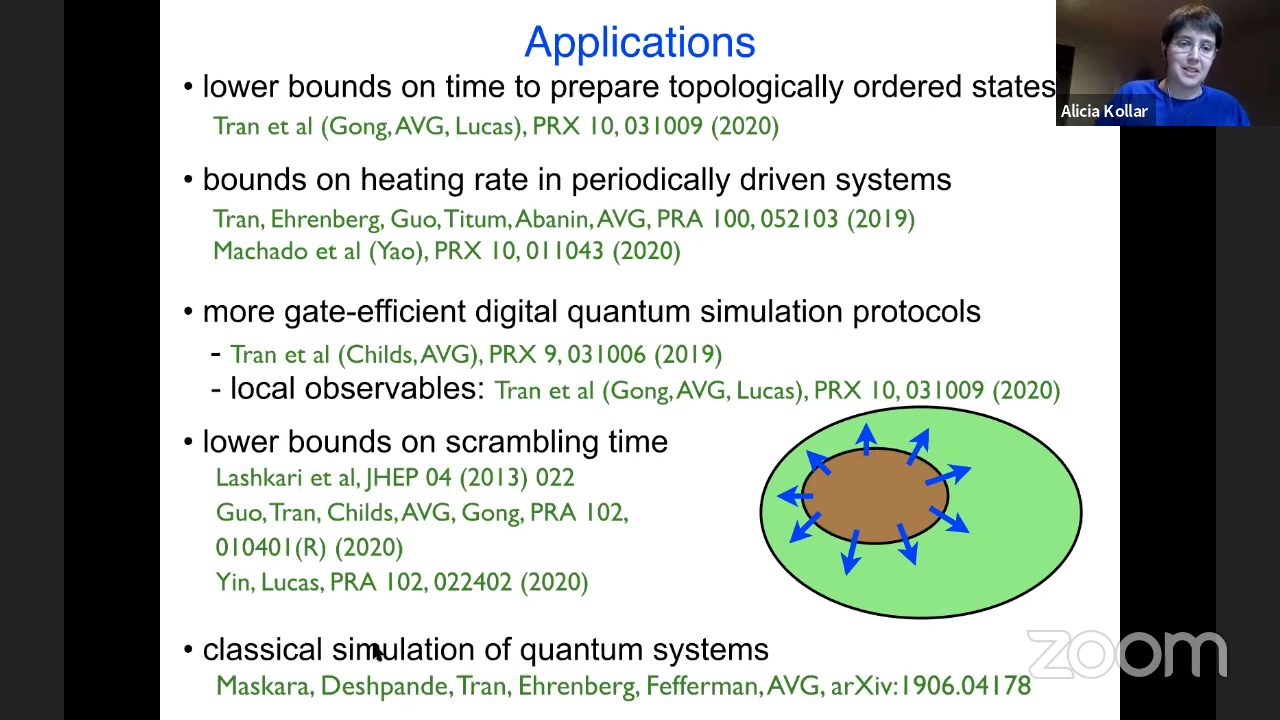 Applications
• lower bounds on time to prepare topologically ordered states
Tran et al (Gong, AVG, Lucas), PRX 10, 031009 (2020)
Alicia Kollar
• bounds on heating rate in periodically driven systems
Tran, Ehrenberg, Guo, Titum, Abanin, AVG, PRA 100, 052103 (2019)
Machado et al (Yao), PRX 10, 011043 (2020)
• more gate-efficient digital quantum simulation protocols
- Tran et al (Childs, AVG), PRX 9, 031006 (2019)
- local observables: Tran et al (Gong, AVG, Lucas), PRX 10, 031009 (2020)
• lower bounds on scrambling time
Lashkari et al, JHEP 04 (2013) 022
Guo, Tran, Childs, AVG, Gong, PRA 102,
010401(R) (2020)
Yin, Lucas, PRA 102, 022402 (2020)
• classical simulation of quantum systems
Maskara, Deshpande, Tran, Ehrenberg, Fefferman, AVG, arXiv:1906.04178
zoom